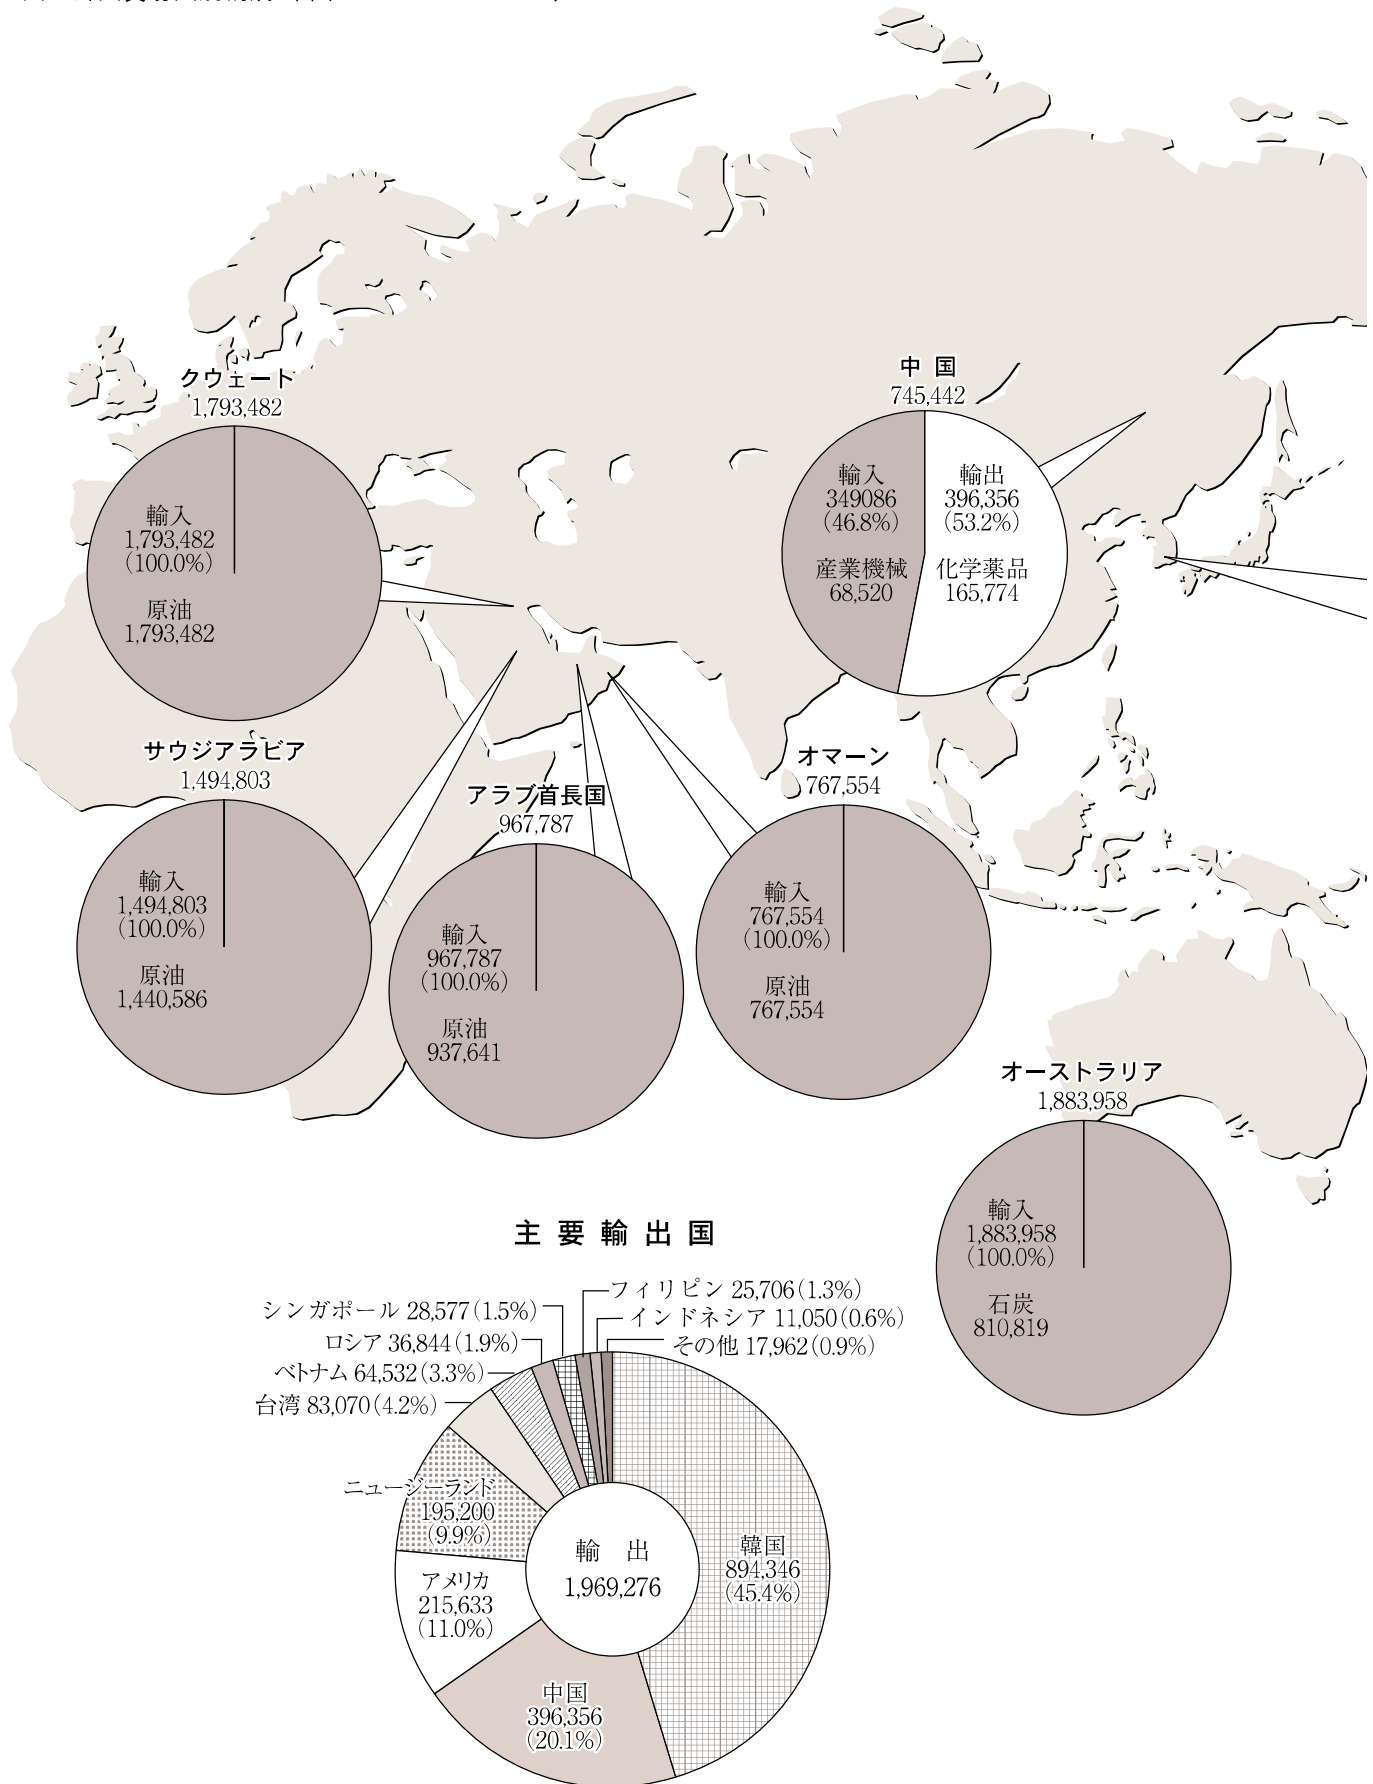 クウェート
1,793,482
輸入
1,793,482
(100.0%)
原油
1,793,482
中国
745,442
輸入
349086
(46.8%)
産業機械
68,520
輸出
396,356
(53.2%)
化学薬品
165,774
サウジアラビア
1,494,803
輸入
1,494,803
(100.0%)
原油
1,440,586
アラブ首長国
967,787
輸入
967,787
(100.0%)
原油
937,641
オマーン
767,554
輸入
767,554
(100.0%)
原油
767,554
オーストラリア
1,883,958
輸入
1,883,958
(100.0%)
石炭
810,819
主要輸出国
フィリピン 25,706(1.3%)
シンガポール 28,577(1.5%)
インドネシア 11,050(0.6%)
ロシア 36,844(1.9%)
その他 17,962(0.9%)
ベトナム 64,532(3.3%)
台湾 83,070(4.2%)
ニュージーランド
195,200
(9.9%)
アメリカ
215,633
(11.0%)
輸出
1,969,276
韓国
894,346
(45.4%)
中国
396,356
(20.1%)